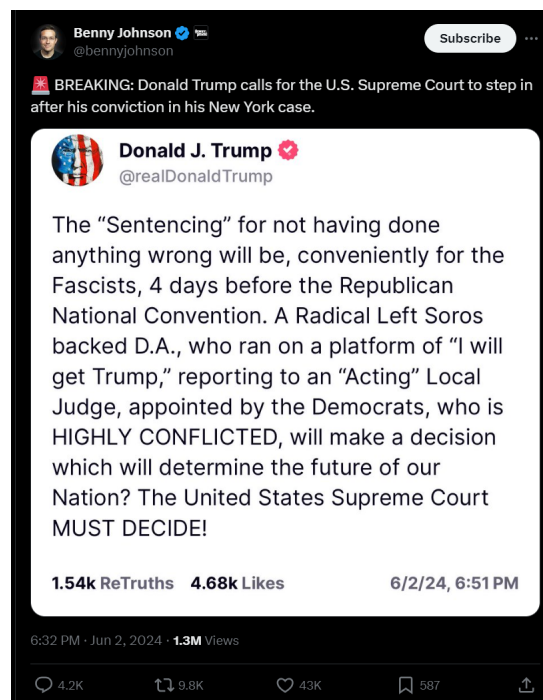 Benny Johnson
@bennyjohnson
Subscribe
BREAKING: Donald Trump calls for the U.S. Supreme Court to step in
after his conviction in his New York case.
Donald J. Trump
@realDonaldTrump
The “Sentencing” for not having done
anything wrong will be, conveniently for the
Fascists, 4 days before the Republican
National Convention. A Radical Left Soros
backed D.A., who ran on a platform of “I will
get Trump,” reporting to an “Acting” Local
Judge, appointed by the Democrats, who is
HIGHLY CONFLICTED, will make a decision
which will determine the future of our
Nation? The United States Supreme Court
MUST DECIDE!
1.54k ReTruths 4.68k Likes 6/2/24, 6:51 PM
6:32 PM · Jun 2, 2024 · 1.3M Views
4.2K 9.8K 43K 587